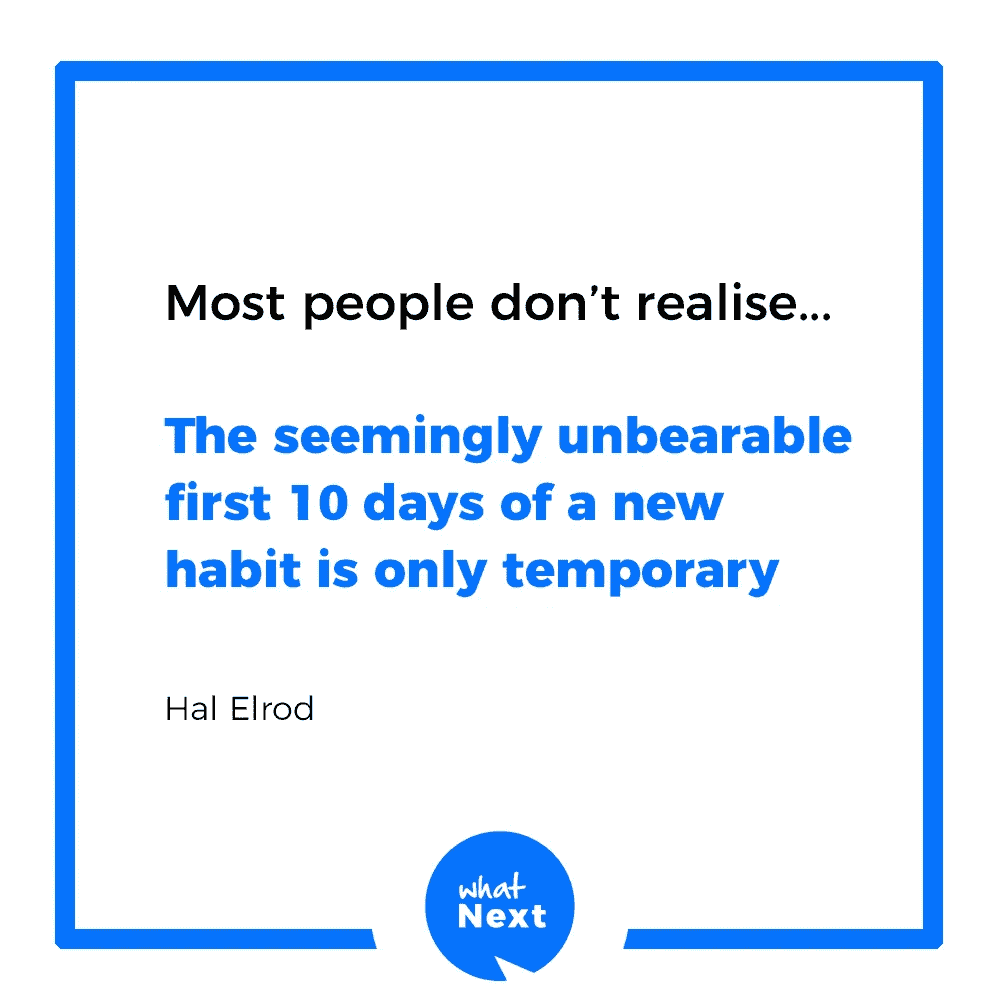 Most people don’t realise...
The seemingly unbearable
first 10 days of a new
habit is only temporary
Hal Elrod
what
Next